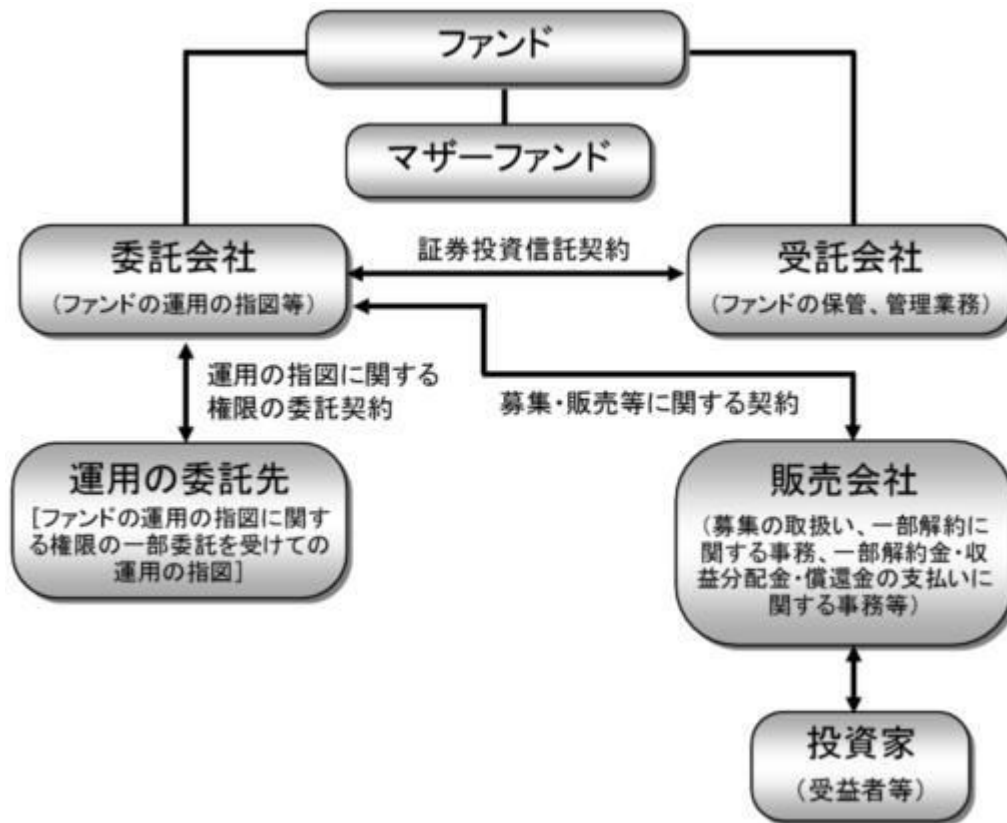 ファンド
マザーファンド
委託会社
（ファンドの運用の指図等）
証券投資信託契約
受託会社
（ファンドの保管、管理業務）
運用の指図に関する
権限の委託契約
募集・販売等に関する契約
運用の委託先
［ファンドの運用の指図に関す
る権限の一部委託を受けての
運用の指図］
販売会社
（募集の取扱い、一部解約に
関する事務、一部解約金・収
益分配金・償還金の支払いに
関する事務等）
投資家
（受益者等）